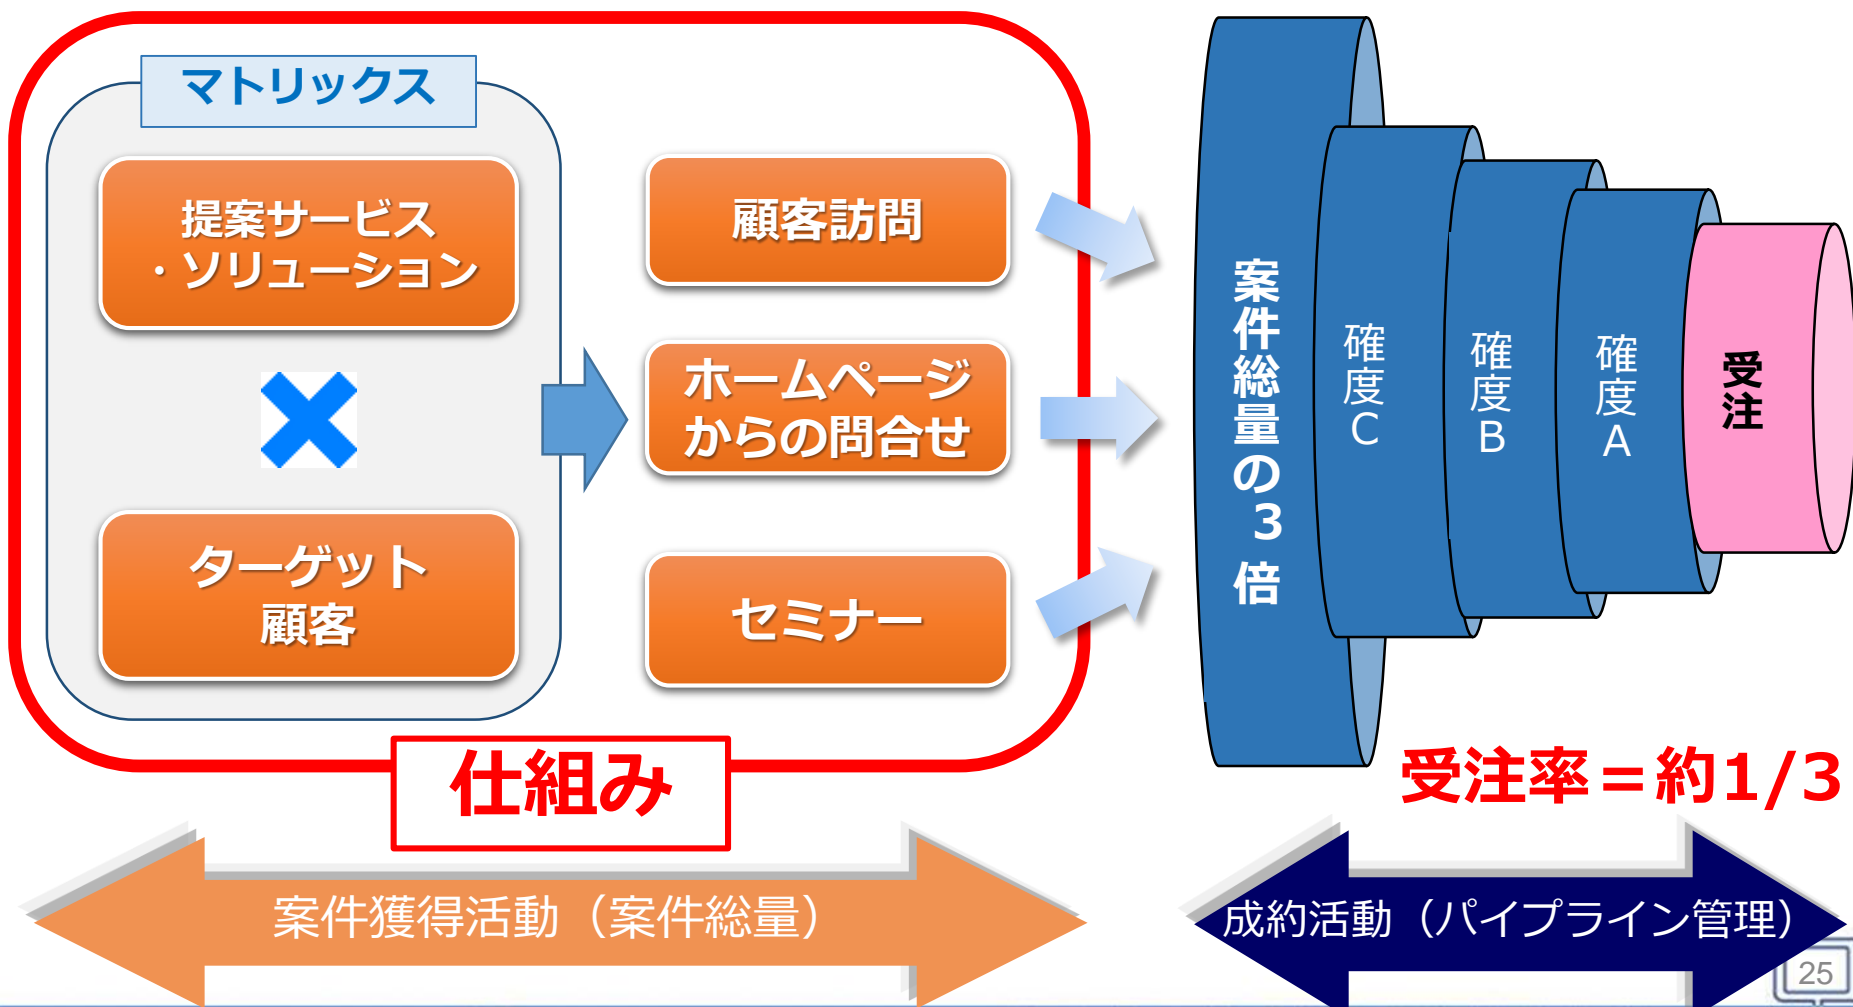 マトリックス
提案サービス
・ソリューション
ターゲット
顧客
顧客訪問
ホームページ
からの問合せ
セミナー
仕組み
案件総量の3倍
確度C
確度B
確度A
受注
受注率=約1/3
案件獲得活動(案件総量)
成約活動(パイプライン管理)
25